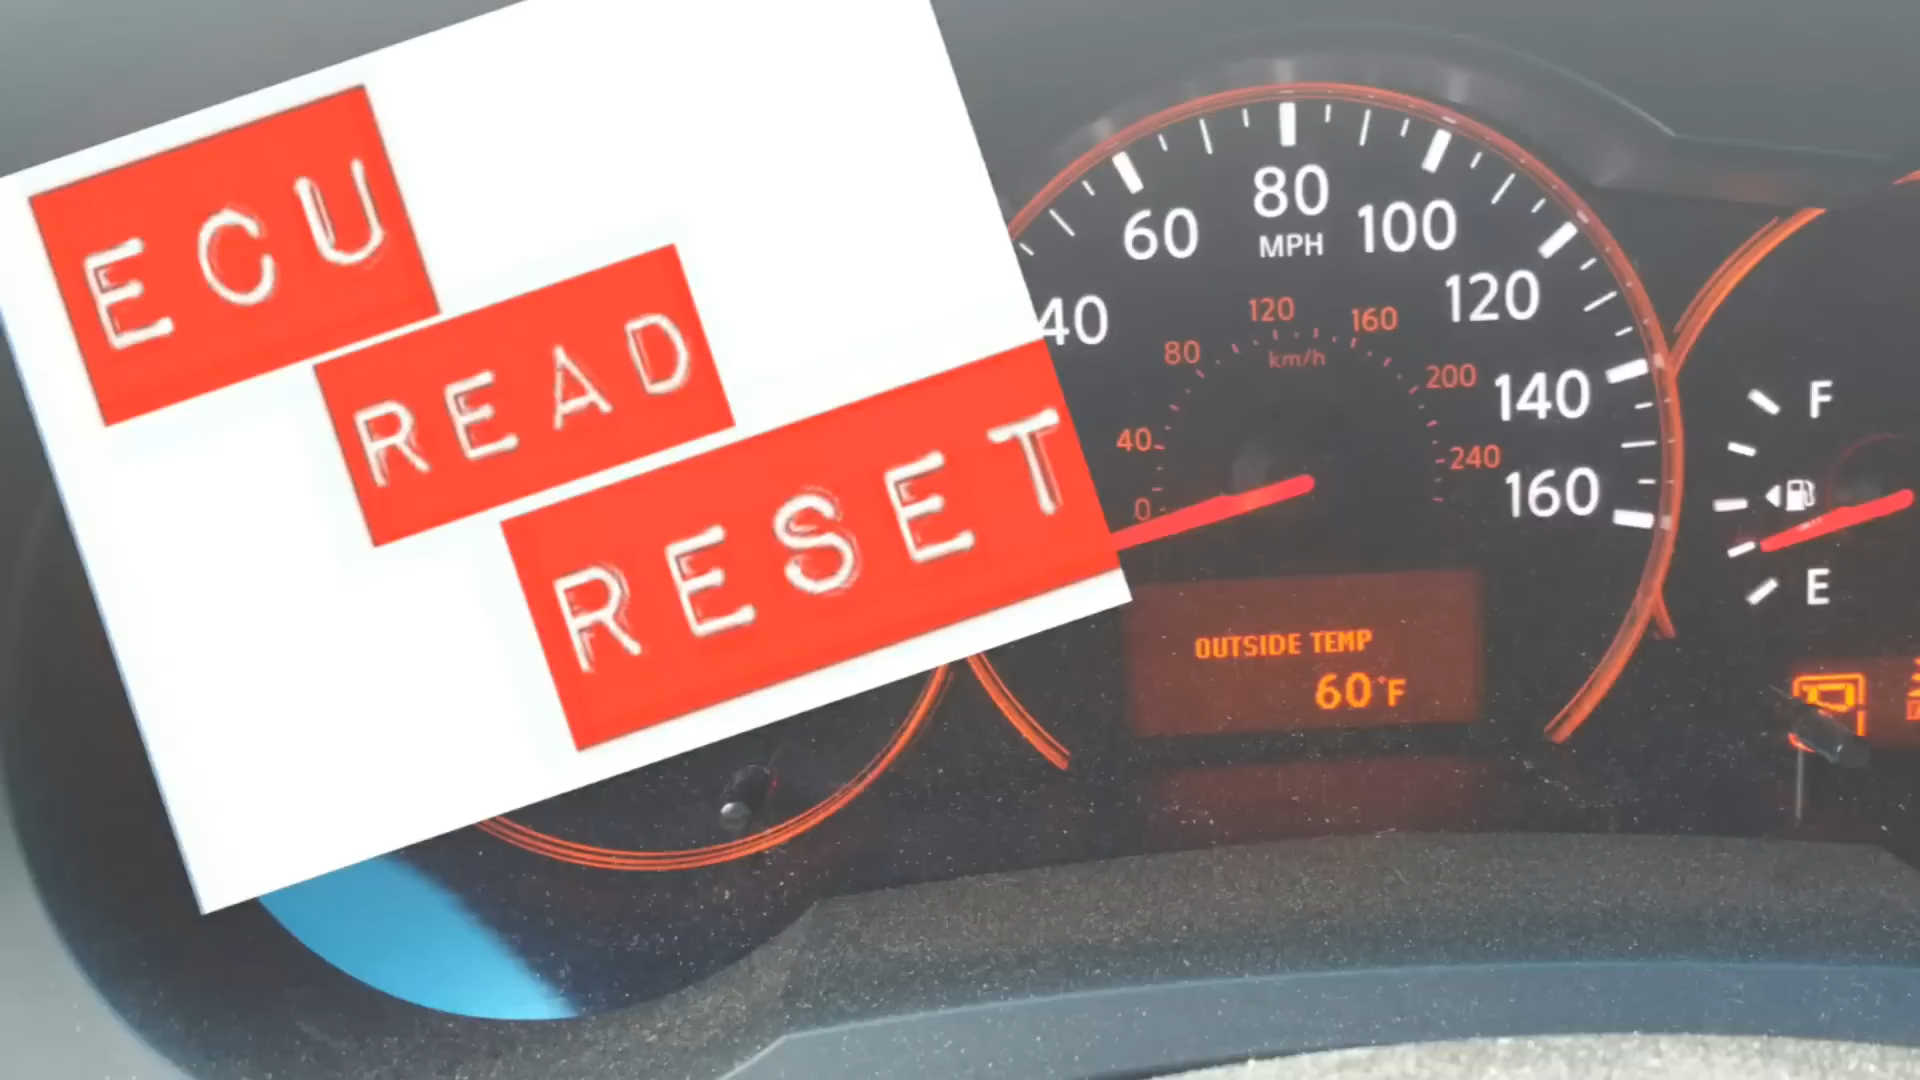 ECU
READ
RESET
40
60
80
100
120
140
160
MPH
0
40
80
120
160
200
240
km/h
F
E
OUTSIDE TEMP
60°F